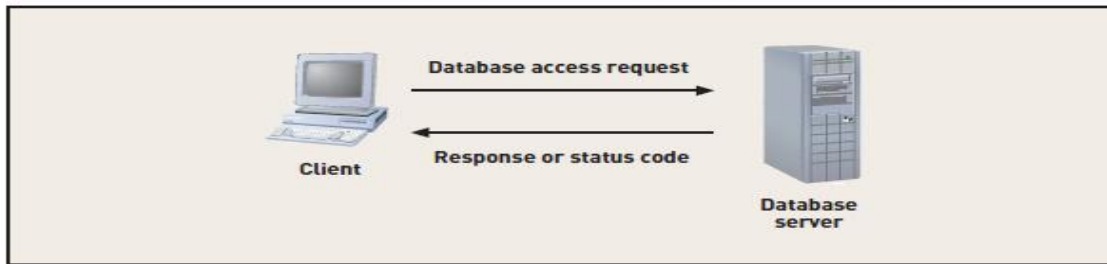 Database access request
Response or status code
Client
Database
server